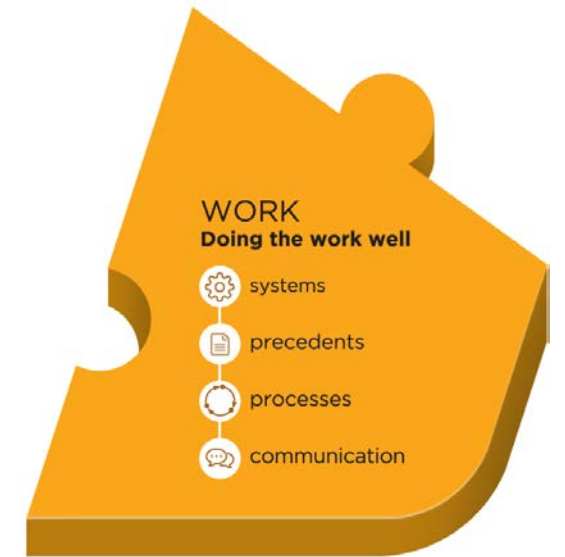 WORK
Doing the work well
systems
precedents
processes
communication